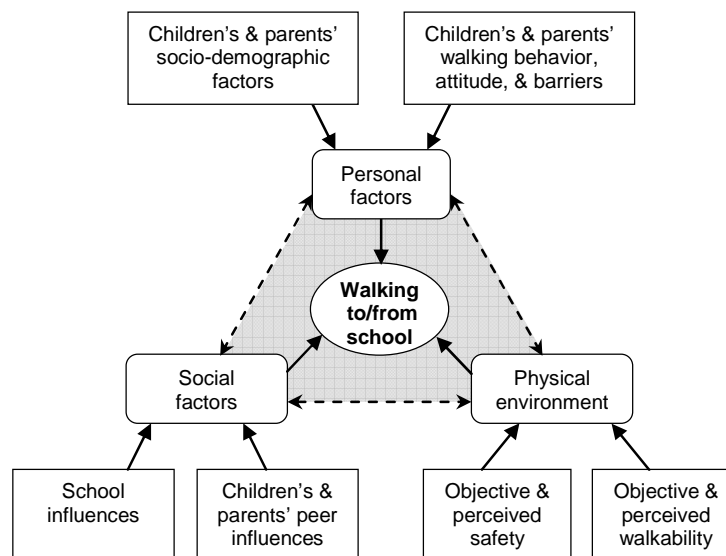 Children’s & parents’
socio-demographic
factors
Children’s & parents’
walking behavior,
attitude, & barriers
Personal
factors
Walking
to/from
school
Social
factors
Physical
environment
School
influences
Children’s &
parents’ peer
influences
Objective &
perceived
safety
Objective &
perceived
walkability